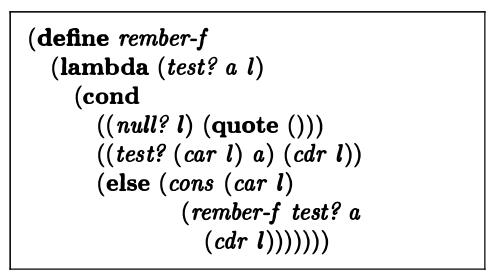 (define rember-f
(lambda (test? a l)
(cond
((null? l) (quote ()))
((test? (car l) a) (cdr l))
(else (cons (car l)
(rember-f test? a
(cdr l)))))))